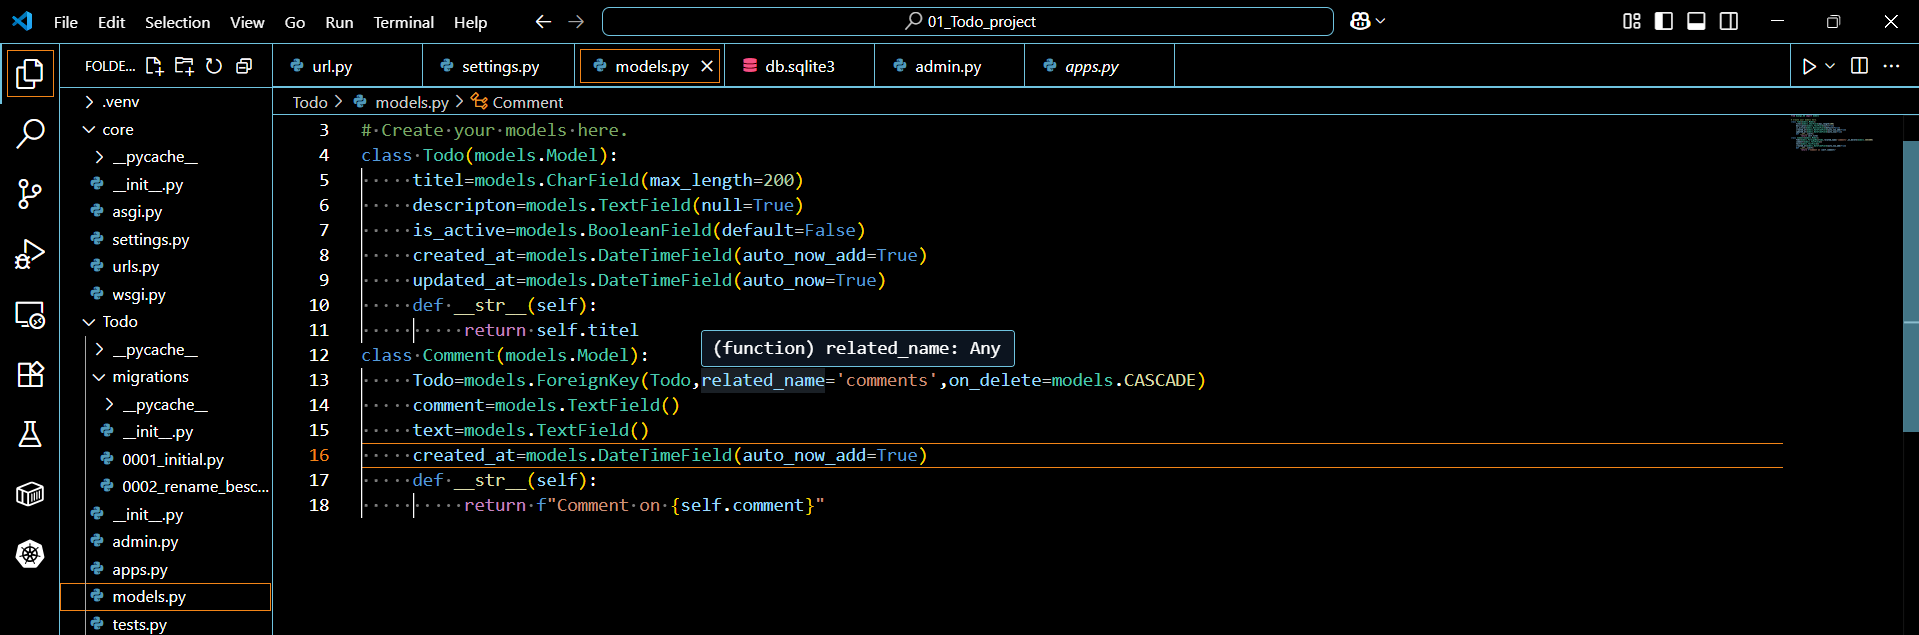 File Edit Selection View Go Run Terminal Help
01_Todo_project
FOLDE...
url.py
settings.py
models.py
db.sqlite3
admin.py
apps.py
Todo > models.py > Comment
.venv
core
__pycache__
__init__.py
asgi.py
settings.py
urls.py
wsgi.py
Todo
__pycache__
migrations
__pycache__
__init__.py
0001_initial.py
0002_rename_besc...
__init__.py
admin.py
apps.py
models.py
tests.py
3 # Create your models here.
4 class Todo(models.Model):
5 titel=models.CharField(max_length=200)
6 descripton=models.TextField(null=True)
7 is_active=models.BooleanField(default=False)
8 created_at=models.DateTimeField(auto_now_add=True)
9 updated_at=models.DateTimeField(auto_now=True)
10 def __str__(self):
11 return self.titel
12 class Comment(models.Model):
(function) related_name: Any
13 Todo=models.ForeignKey(Todo,related_name='comments',on_delete=models.CASCADE)
14 comment=models.TextField()
15 text=models.TextField()
16 created_at=models.DateTimeField(auto_now_add=True)
17 def __str__(self):
18 return f"Comment on {self.comment}"